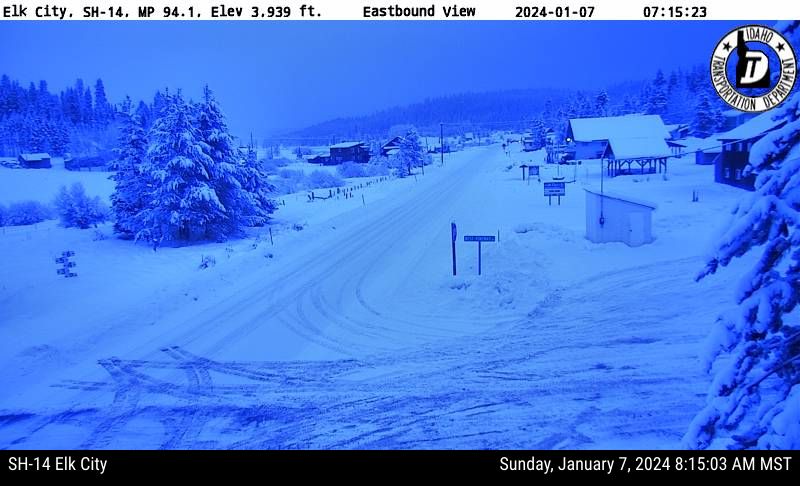 Elk City, SH-14, MP 94.1, Elev 3,939 ft. Eastbound View 2024-01-07 07:15:23
IDAHO
TRANSPORTATION DEPARTMENT
SH-14 Elk City
Sunday, January 7, 2024 8:15:03 AM MST